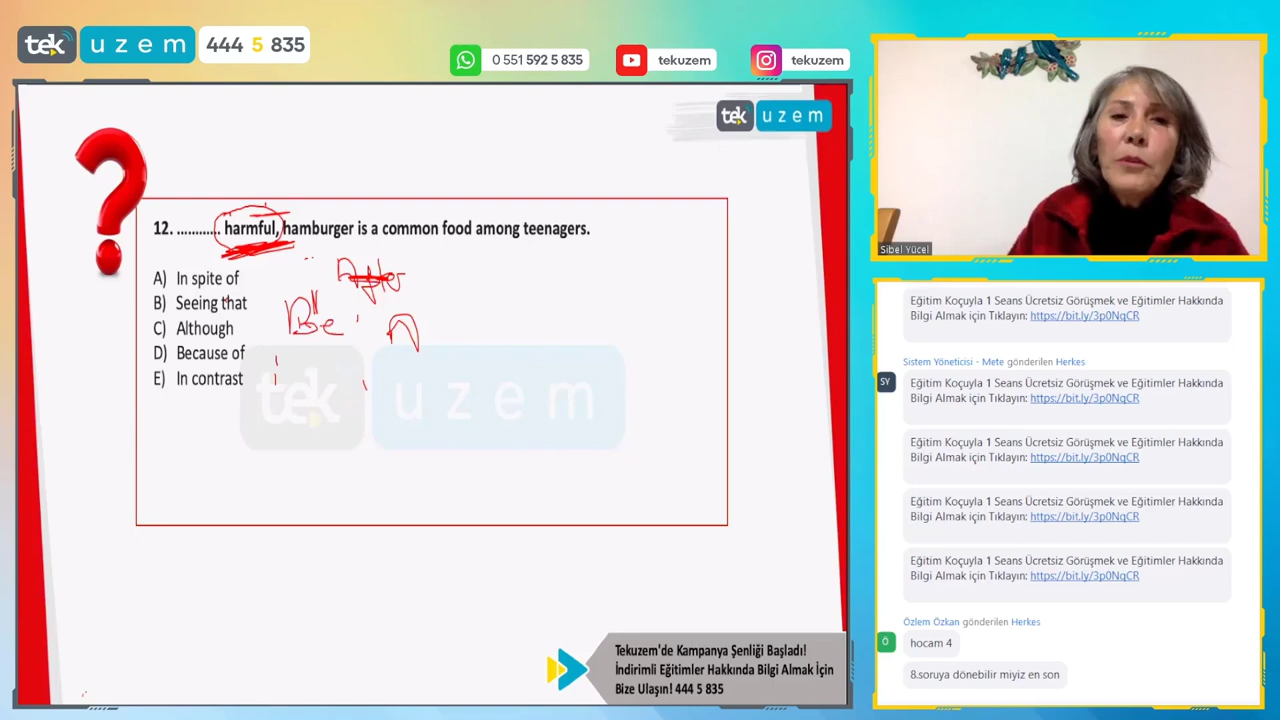 tek uzem 444 5 835
0 551 592 5 835
tekuzem
tekuzem
tek uzem
12. ........... harmful, hamburger is a common food among teenagers.
A) In spite of
B) Seeing that
C) Although
D) Because of
E) In contrast
Be
tek uzem
Tekuzem'de Kampanya Şenliği Başladı!
İndirimli Eğitimler Hakkında Bilgi Almak İçin
Bize Ulaşın! 444 5 835
Sibel Yücel
Eğitim Koçuyla 1 Seans Ücretsiz Görüşmek ve Eğitimler Hakkında
Bilgi Almak için Tıklayın: https://bit.ly/3p0NqCR
Sistem Yöneticisi - Mete gönderilen Herkes
SY
Eğitim Koçuyla 1 Seans Ücretsiz Görüşmek ve Eğitimler Hakkında
Bilgi Almak için Tıklayın: https://bit.ly/3p0NqCR
Eğitim Koçuyla 1 Seans Ücretsiz Görüşmek ve Eğitimler Hakkında
Bilgi Almak için Tıklayın: https://bit.ly/3p0NqCR
Eğitim Koçuyla 1 Seans Ücretsiz Görüşmek ve Eğitimler Hakkında
Bilgi Almak için Tıklayın: https://bit.ly/3p0NqCR
Eğitim Koçuyla 1 Seans Ücretsiz Görüşmek ve Eğitimler Hakkında
Bilgi Almak için Tıklayın: https://bit.ly/3p0NqCR
Özlem Özkan gönderilen Herkes
Ö
hocam 4
8.soruya dönebilir miyiz en son